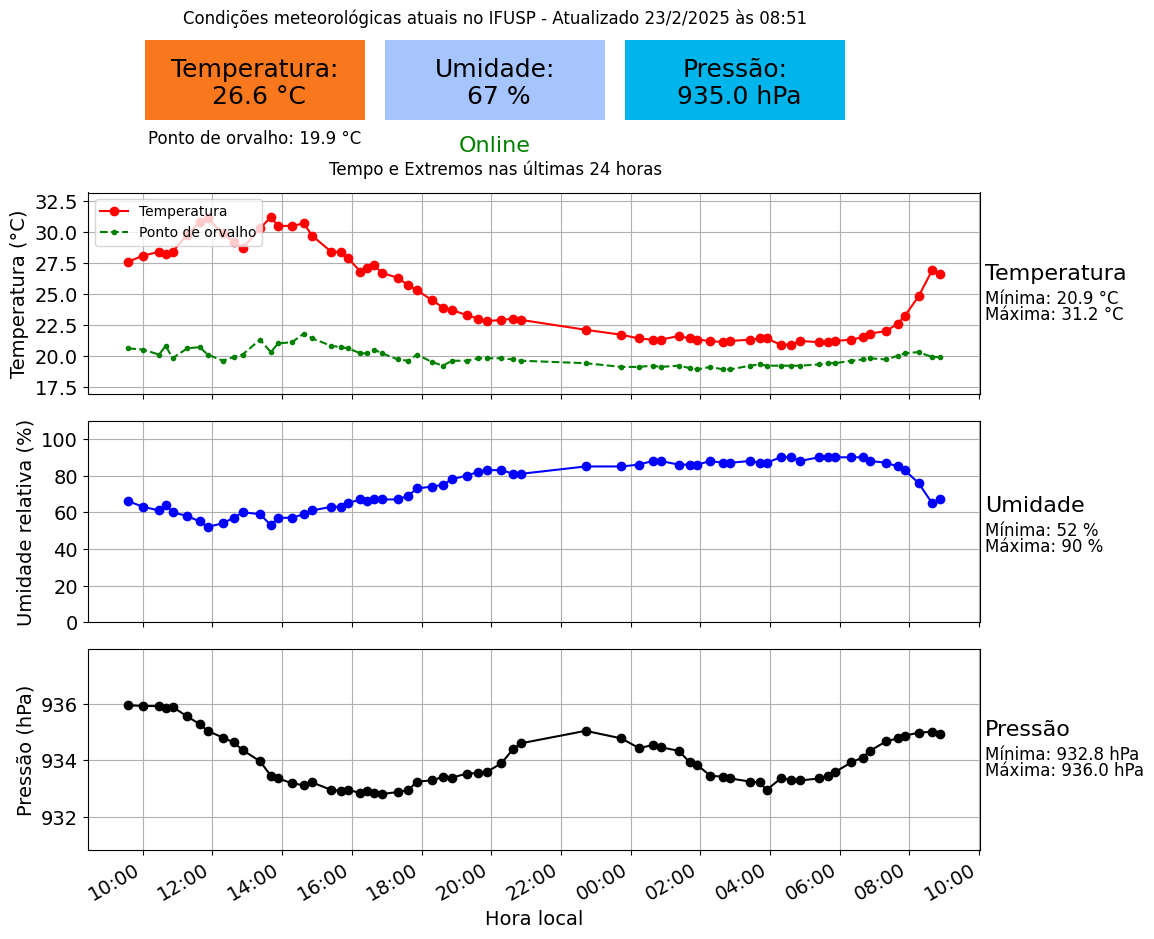 Condições meteorológicas atuais no IFUSP - Atualizado 23/2/2025 às 08:51
Temperatura:
26.6 °C
Umidade:
67 %
Pressão:
935.0 hPa
Ponto de orvalho: 19.9 °C
Online
Tempo e Extremos nas últimas 24 horas
Temperatura (°C)
32.5
30.0
27.5
25.0
22.5
20.0
17.5
Temperatura
Ponto de orvalho
Temperatura
Mínima: 20.9 °C
Máxima: 31.2 °C
Umidade relativa (%)
100
80
60
40
20
0
Umidade
Mínima: 52 %
Máxima: 90 %
Pressão (hPa)
936
934
932
Pressão
Mínima: 932.8 hPa
Máxima: 936.0 hPa
10:00 12:00 14:00 16:00 18:00 20:00 22:00 00:00 02:00 04:00 06:00 08:00 10:00
Hora local